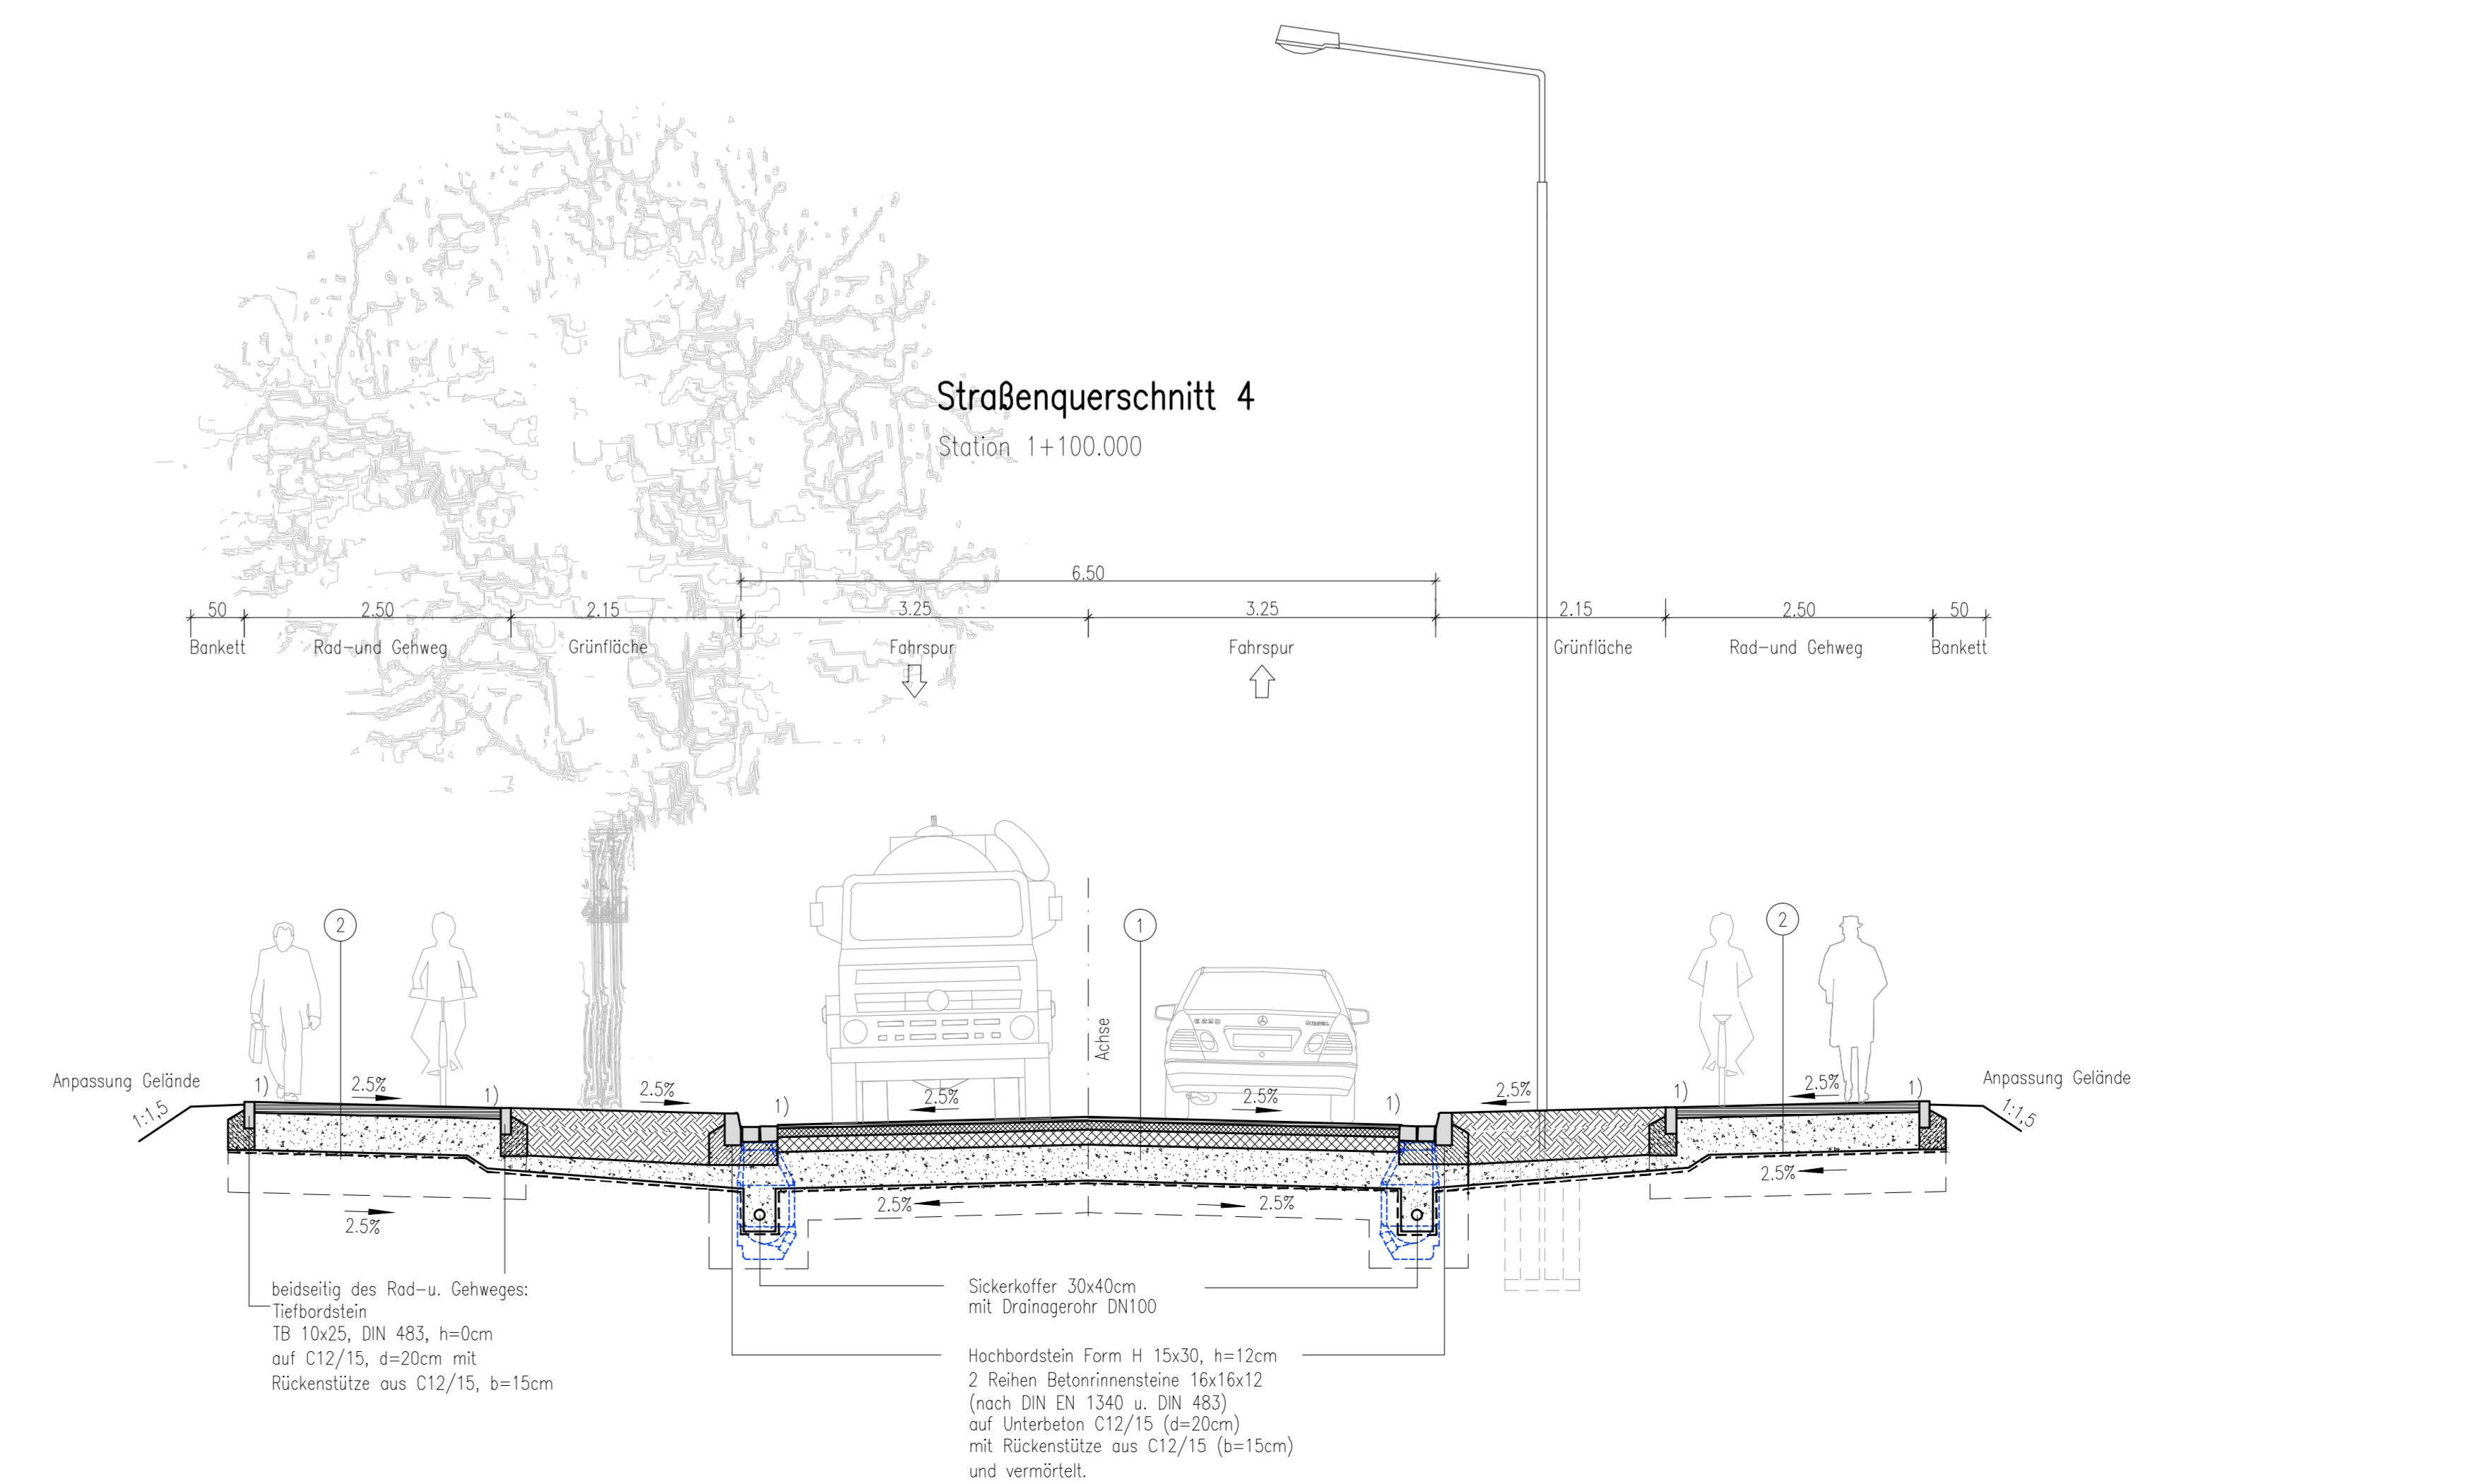 Straßenquerschnitt 4
Station 1+100.000
6.50
50 2.50 2.15 3.25 3.25 2.15 2.50 50
Bankett Rad-und Gehweg Grünfläche Fahrspur Fahrspur Grünfläche Rad-und Gehweg Bankett
2 1 2
E220
Achse
Anpassung Gelände 1) 2.5% 1) 2.5% 1) 2.5% 2.5% 1) 2.5% 1) 2.5% 1) Anpassung Gelände
1:1,5 1:1,5
2.5% 2.5% 2.5% 2.5%
beidseitig des Rad-u. Gehweges:
Tiefbordstein
TB 10x25, DIN 483, h=0cm
auf C12/15, d=20cm mit
Rückenstütze aus C12/15, b=15cm
Sickerkoffer 30x40cm
mit Drainagerohr DN100
Hochbordstein Form H 15x30, h=12cm
2 Reihen Betonrinnensteine 16x16x12
(nach DIN EN 1340 u. DIN 483)
auf Unterbeton C12/15 (d=20cm)
mit Rückenstütze aus C12/15 (b=15cm)
und vermörtelt.